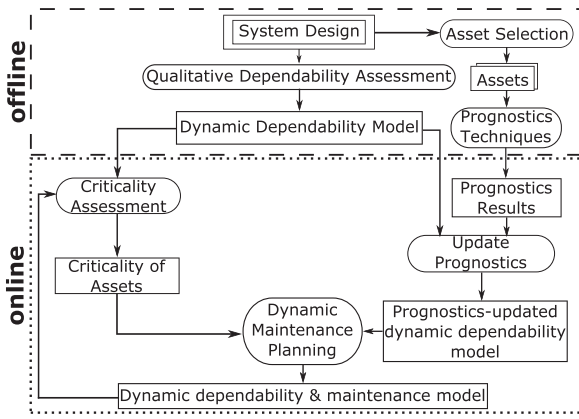 offline
System Design
Asset Selection
Qualitative Dependability Assessment
Assets
Dynamic Dependability Model
Prognostics
Techniques
online
Criticality
Assessment
Prognostics
Results
Update
Prognostics
Criticality of
Assets
Dynamic
Maintenance
Planning
Prognostics-updated
dynamic dependability
model
Dynamic dependability & maintenance model